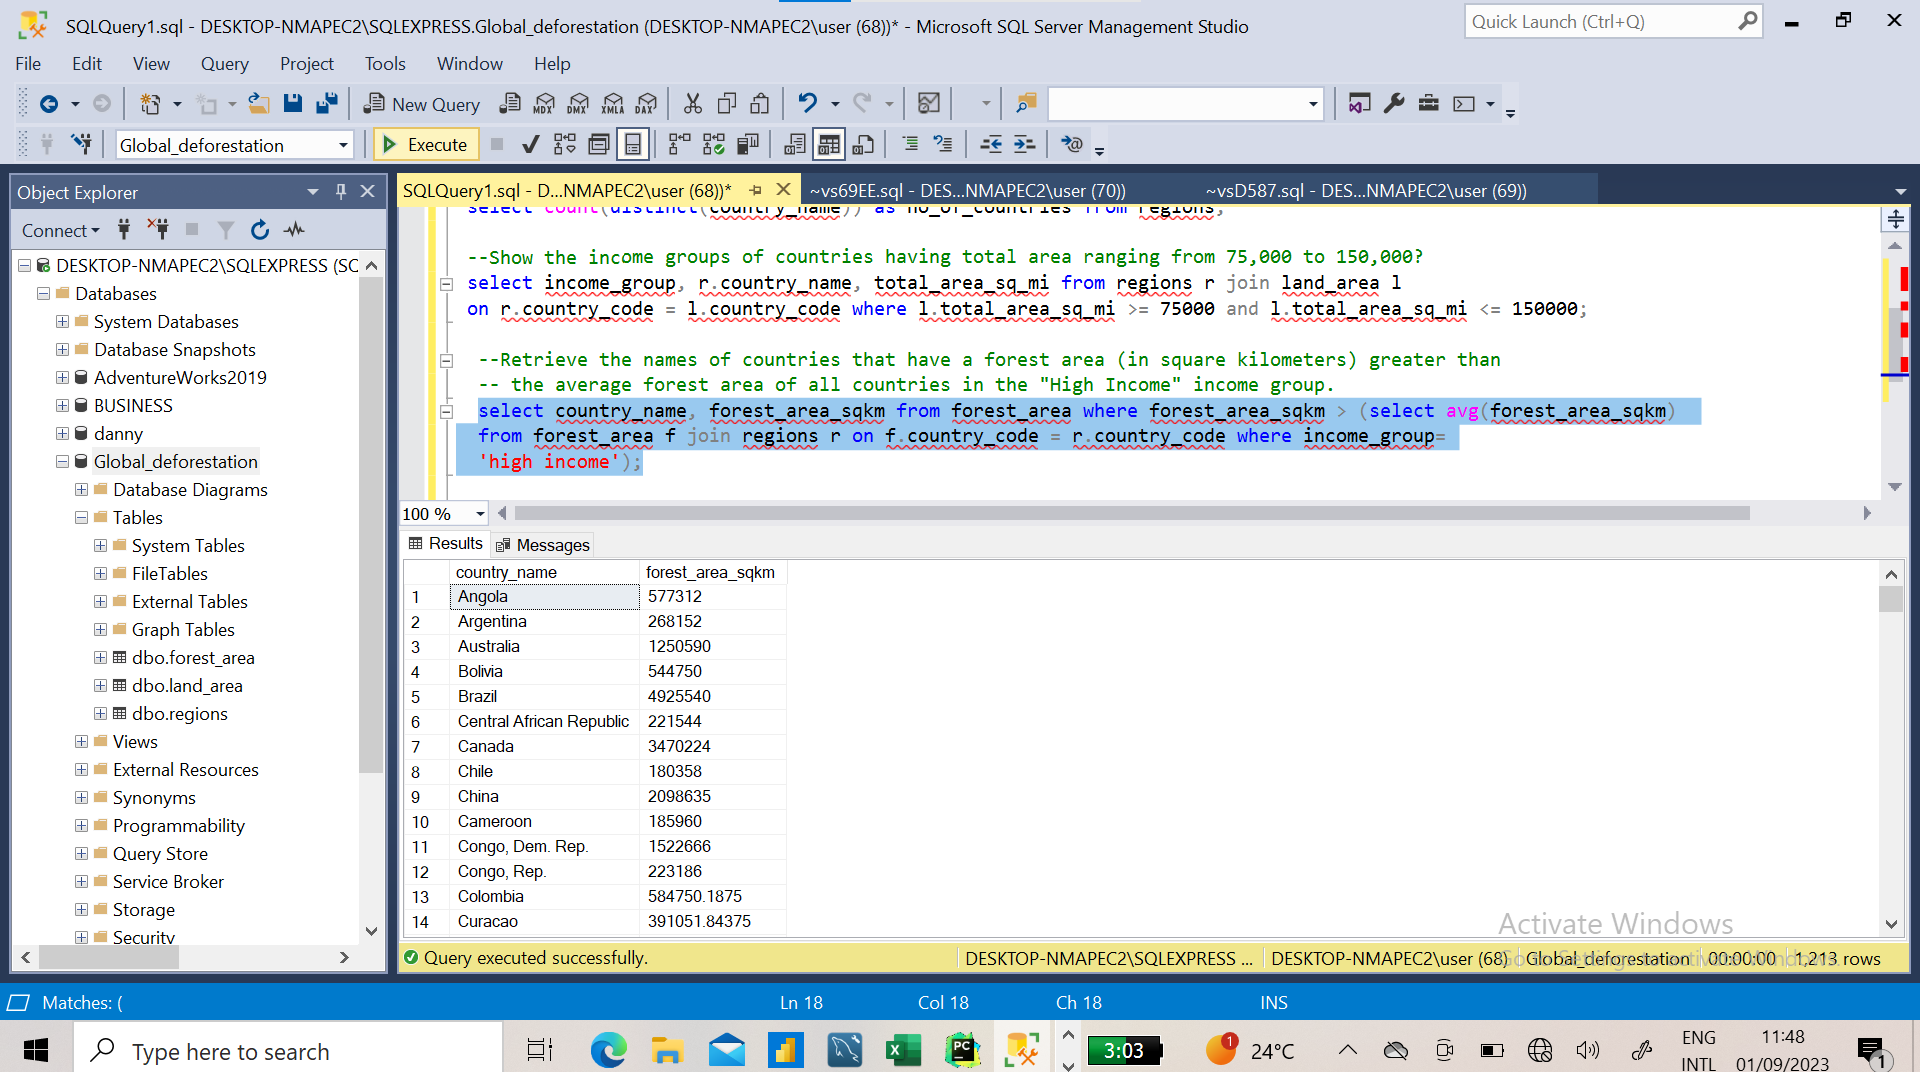 SQLQuery1.sql - DESKTOP-NMAPEC2\SQLEXPRESS.Global_deforestation (DESKTOP-NMAPEC2\user (68))* - Microsoft SQL Server Management Studio
Quick Launch (Ctrl+Q)
File Edit View Query Project Tools Window Help
New Query MDX DMX XMLA DAX
Global_deforestation Execute
Object Explorer
Connect
DESKTOP-NMAPEC2\SQLEXPRESS (SC
Databases
System Databases
Database Snapshots
AdventureWorks2019
BUSINESS
danny
Global_deforestation
Database Diagrams
Tables
System Tables
FileTables
External Tables
Graph Tables
dbo.forest_area
dbo.land_area
dbo.regions
Views
External Resources
Synonyms
Programmability
Query Store
Service Broker
Storage
Security
SQLQuery1.sql - D...NMAPEC2\user (68))* ~vs69EE.sql - DES...NMAPEC2\user (70)) ~vsD587.sql - DES...NMAPEC2\user (69))
select count(distinct(country_name)) as no_of_countries from regions;
--Show the income groups of countries having total area ranging from 75,000 to 150,000?
select income_group, r.country_name, total_area_sq_mi from regions r join land_area l
on r.country_code = l.country_code where l.total_area_sq_mi >= 75000 and l.total_area_sq_mi <= 150000;
--Retrieve the names of countries that have a forest area (in square kilometers) greater than
-- the average forest area of all countries in the "High Income" income group.
select country_name, forest_area_sqkm from forest_area where forest_area_sqkm > (select avg(forest_area_sqkm)
from forest_area f join regions r on f.country_code = r.country_code where income_group=
'high income');
100 %
Results Messages
country_name forest_area_sqkm
1 Angola 577312
2 Argentina 268152
3 Australia 1250590
4 Bolivia 544750
5 Brazil 4925540
6 Central African Republic 221544
7 Canada 3470224
8 Chile 180358
9 China 2098635
10 Cameroon 185960
11 Congo, Dem. Rep. 1522666
12 Congo, Rep. 223186
13 Colombia 584750.1875
14 Curacao 391051.84375
Activate Windows
Go to Settings to activate Windows.
Query executed successfully. DESKTOP-NMAPEC2\SQLEXPRESS ... DESKTOP-NMAPEC2\user (68) Global_deforestation 00:00:00 1,213 rows
Matches: ( Ln 18 Col 18 Ch 18 INS
Type here to search PC 3:03 1 24°C ENG INTL 11:48 01/09/2023 1